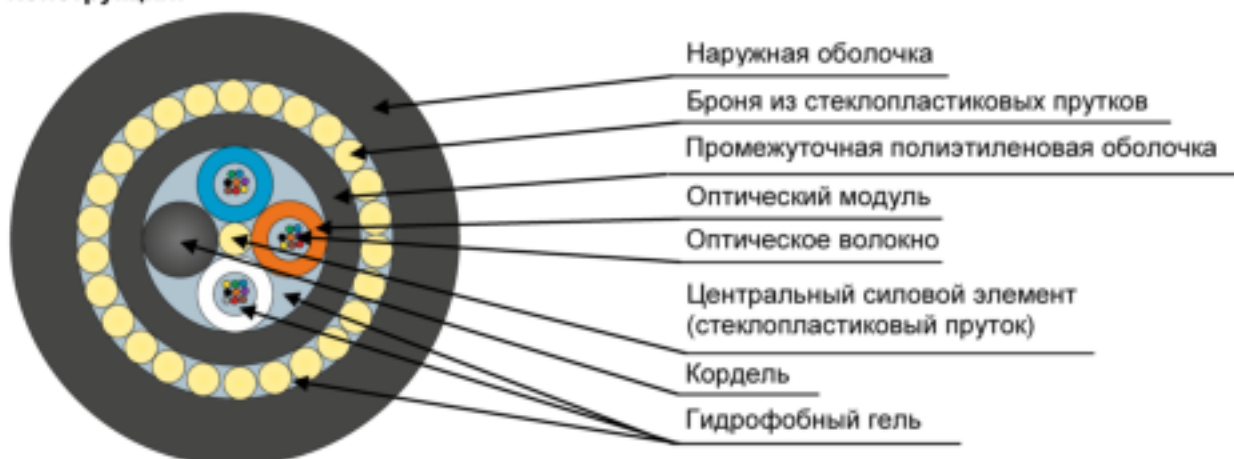 Наружная оболочка
Броня из стеклопластиковых прутков
Промежуточная полиэтиленовая оболочка
Оптический модуль
Оптическое волокно
Центральный силовой элемент
(стеклопластиковый пруток)
Кордель
Гидрофобный гель